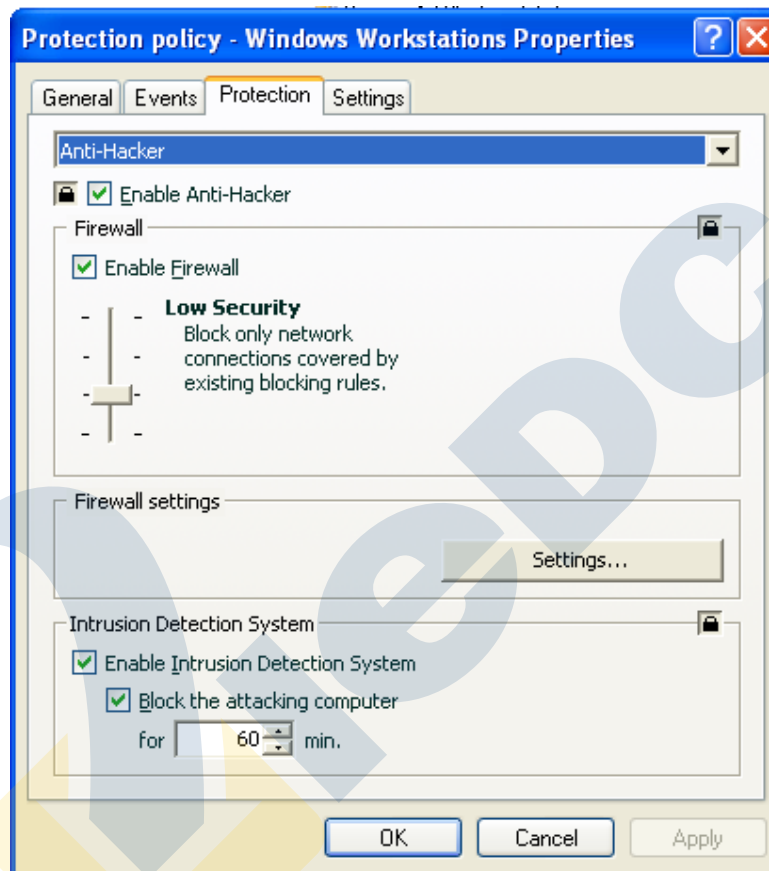 Protection policy - Windows Workstations Properties
General Events Protection Settings
Anti-Hacker
Enable Anti-Hacker
Firewall
Enable Firewall
Low Security
Block only network
connections covered by
existing blocking rules.
Firewall settings
Settings...
Intrusion Detection System
Enable Intrusion Detection System
Block the attacking computer
for 60 min.
OK Cancel Apply